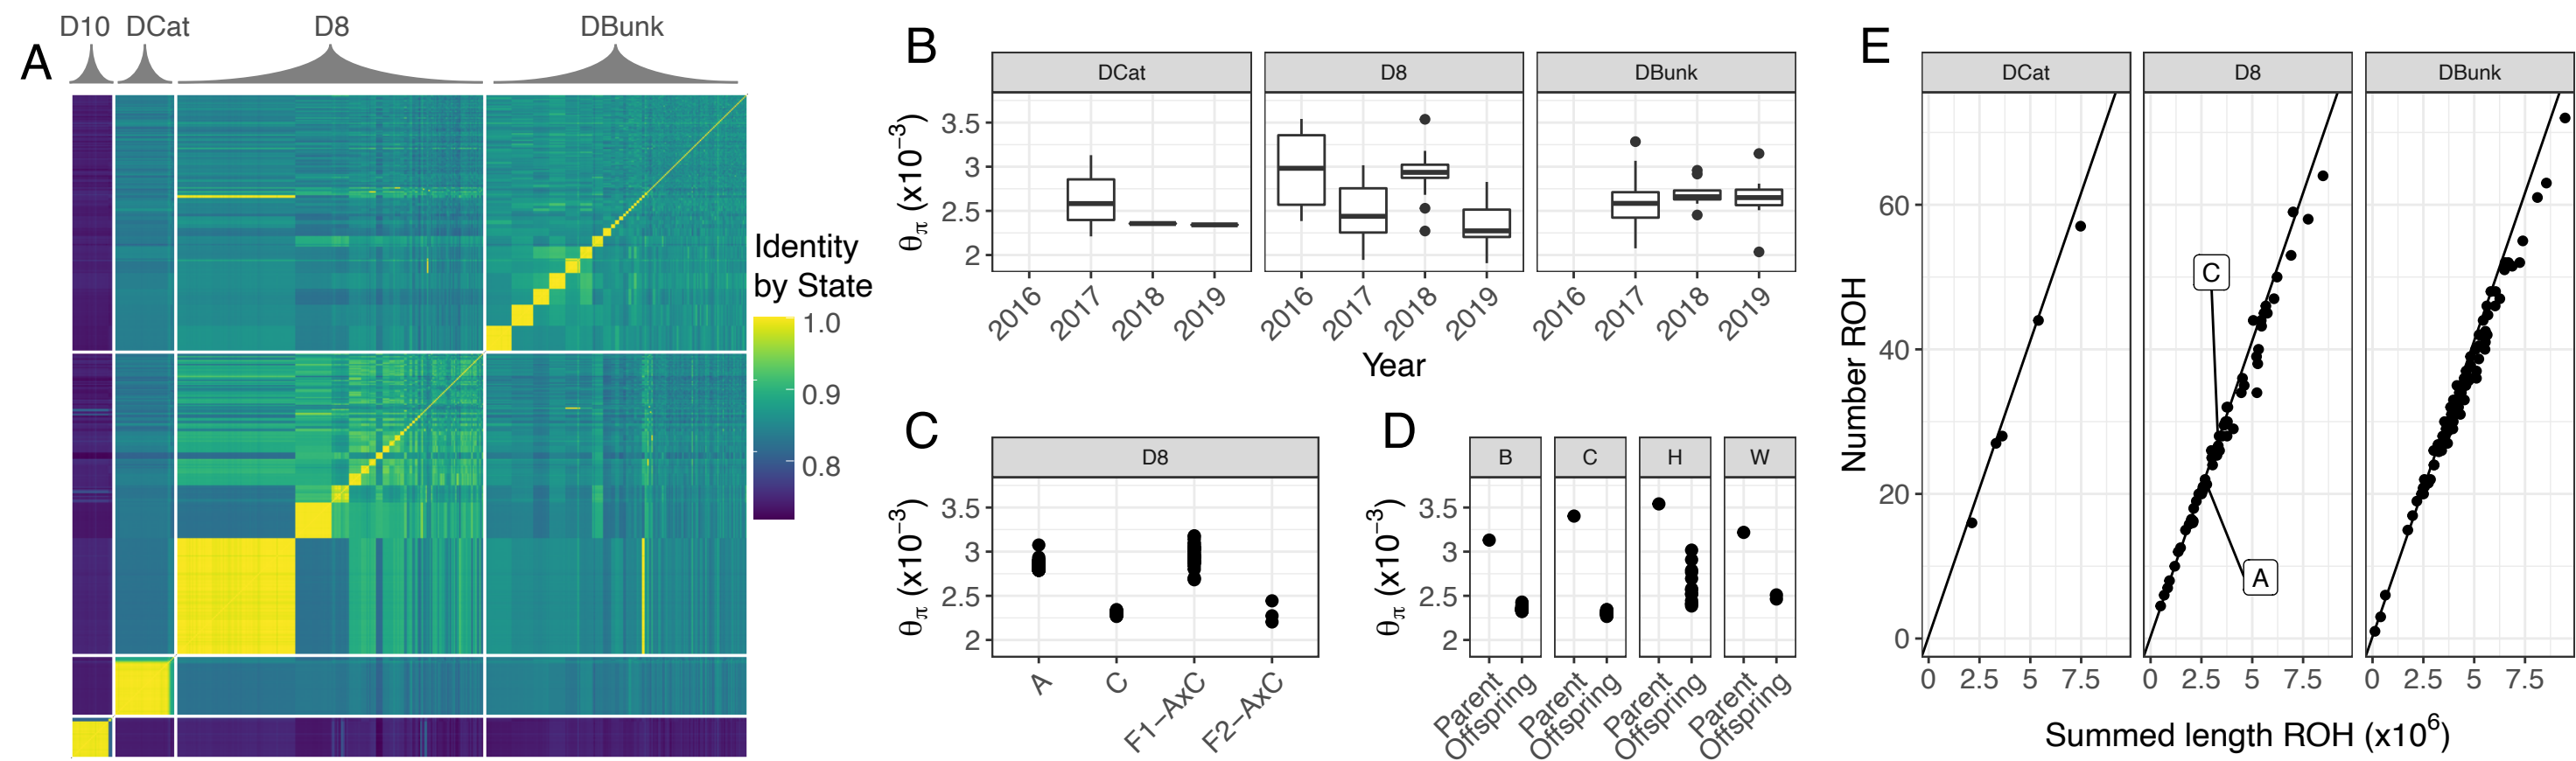 A
D10 DCat D8 DBunk
Identity
by State
1.0
0.9
0.8
B
DCat D8 DBunk
θπ (x10⁻³)
3.5
3
2.5
2
2016 2017 2018 2019 2016 2017 2018 2019 2016 2017 2018 2019
Year
C
D8
θπ (x10⁻³)
3.5
3
2.5
2
A C F1−AxC F2−AxC
D
B C H W
θπ (x10⁻³)
3.5
3
2.5
2
Parent Offspring Parent Offspring Parent Offspring Parent Offspring
E
DCat D8 DBunk
Number ROH
60
40
20
0
C
A
0 2.5 5 7.5 0 2.5 5 7.5 0 2.5 5 7.5
Summed length ROH (x10⁶)